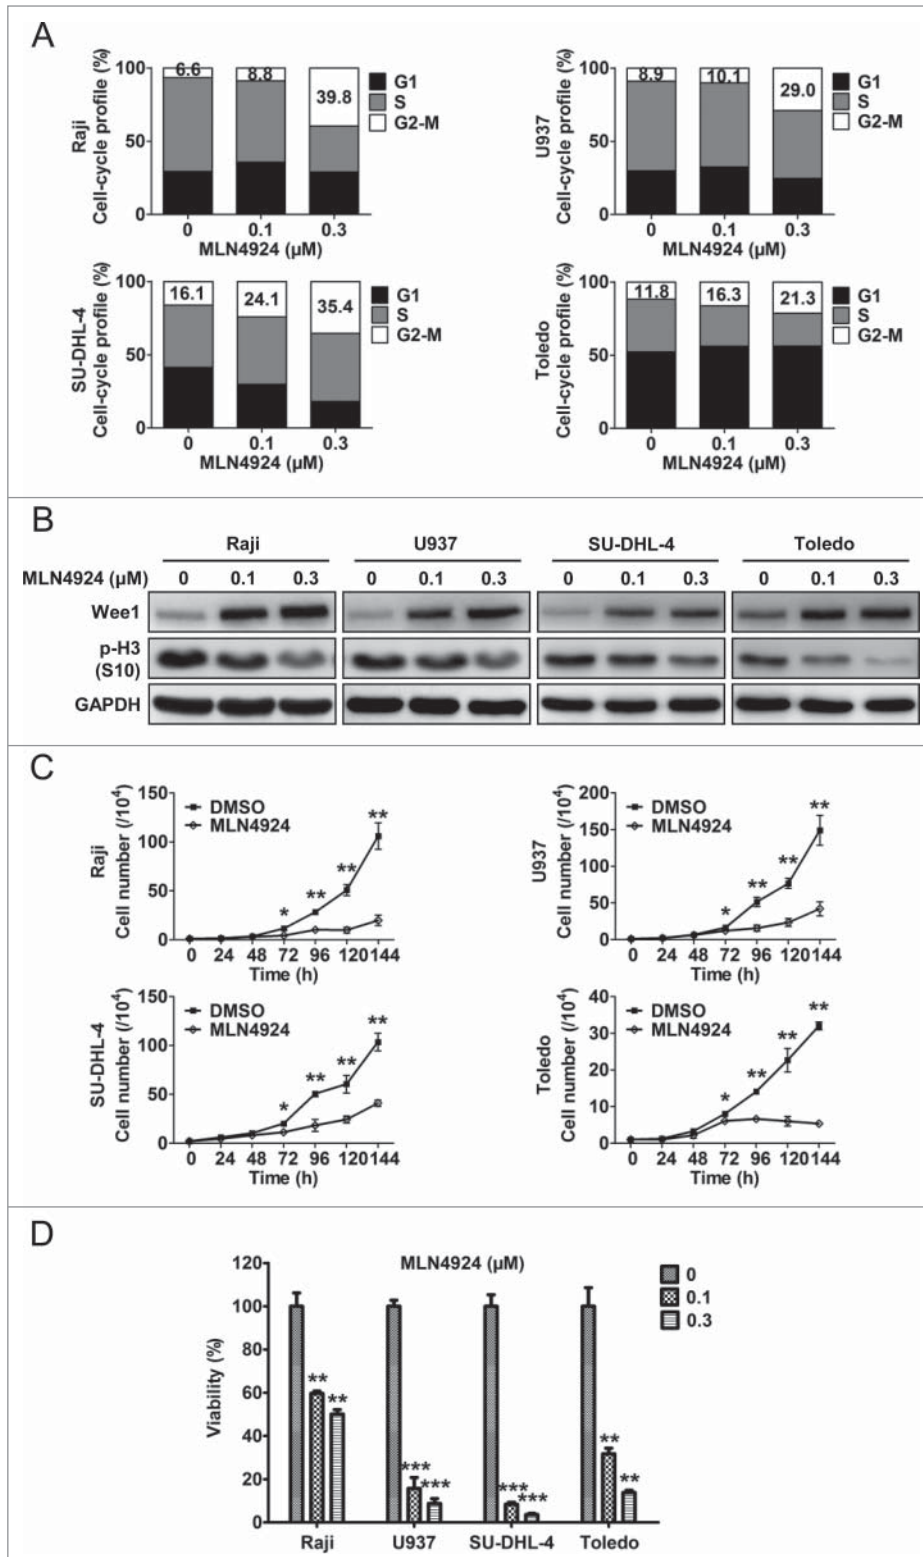 A
Raji
Cell-cycle profile (%)
100
50
0
6.6
8.8
39.8
G1
S
G2-M
0 0.1 0.3
MLN4924 (µM)
U937
Cell-cycle profile (%)
100
50
0
8.9
10.1
29.0
G1
S
G2-M
0 0.1 0.3
MLN4924 (µM)
SU-DHL-4
Cell-cycle profile (%)
100
50
0
16.1
24.1
35.4
G1
S
G2-M
0 0.1 0.3
MLN4924 (µM)
Toledo
Cell-cycle profile (%)
100
50
0
11.8
16.3
21.3
G1
S
G2-M
0 0.1 0.3
MLN4924 (µM)
B
Raji U937 SU-DHL-4 Toledo
MLN4924 (µM) 0 0.1 0.3 0 0.1 0.3 0 0.1 0.3 0 0.1 0.3
Wee1
p-H3
(S10)
GAPDH
C
Raji
Cell number (/10⁴)
150
100
50
0
DMSO
MLN4924
* ** ** **
0 24 48 72 96 120 144
Time (h)
U937
Cell number (/10⁴)
200
150
100
50
0
DMSO
MLN4924
* ** ** **
0 24 48 72 96 120 144
Time (h)
SU-DHL-4
Cell number (/10⁴)
150
100
50
0
DMSO
MLN4924
* ** ** **
0 24 48 72 96 120 144
Time (h)
Toledo
Cell number (/10⁴)
40
30
20
10
0
DMSO
MLN4924
* ** ** **
0 24 48 72 96 120 144
Time (h)
D
MLN4924 (µM)
0
0.1
0.3
Viability (%)
120
100
80
60
40
20
0
** ** *** *** *** *** ** **
Raji U937 SU-DHL-4 Toledo